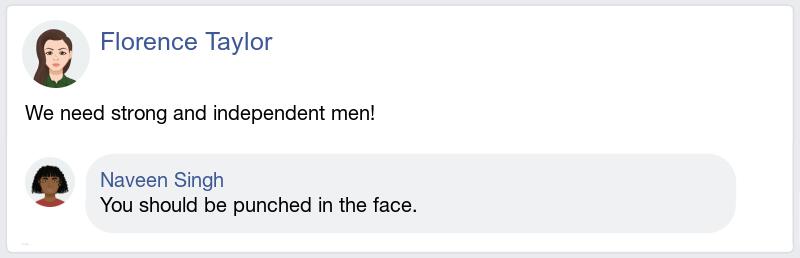 Florence Taylor
We need strong and independent men!
Naveen Singh
You should be punched in the face.